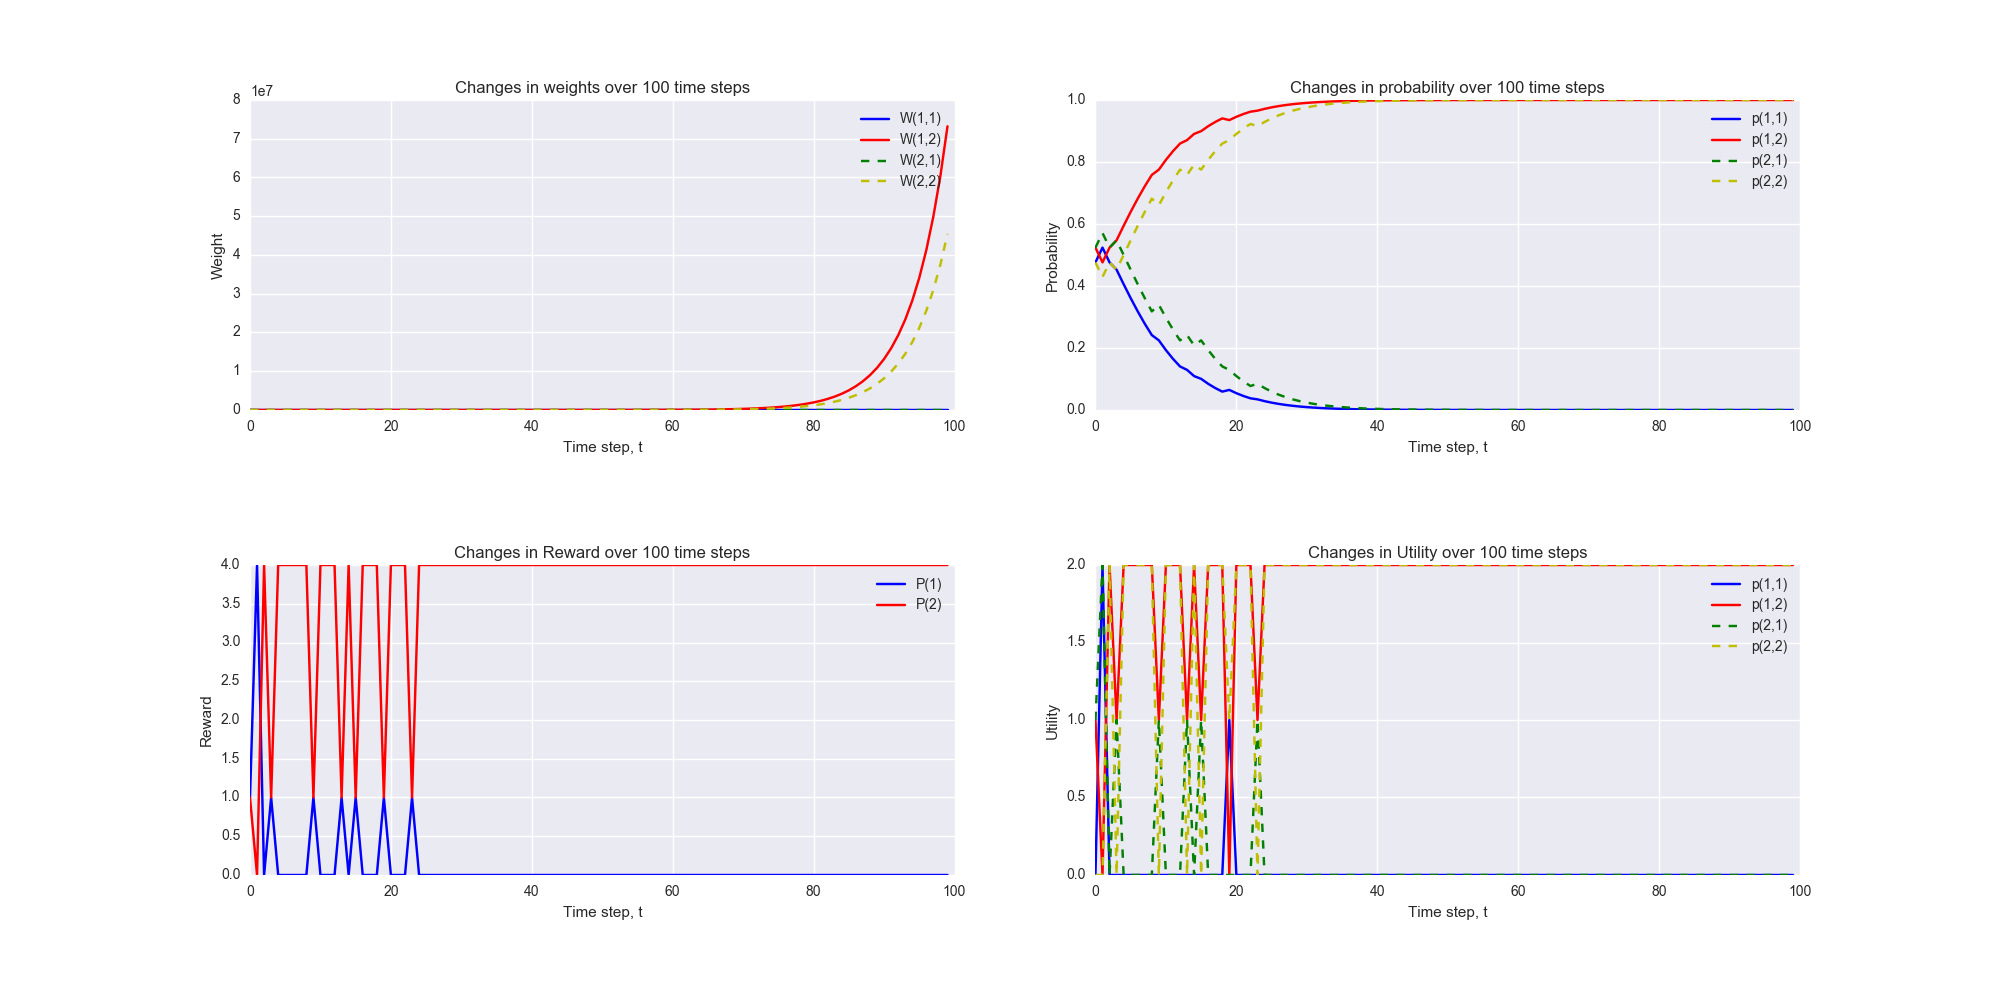 Changes in weights over 100 time steps
1e7
8
7
6
5
4
3
2
1
0
Weight
W(1,1)
W(1,2)
W(2,1)
W(2,2)
0 20 40 60 80 100
Time step, t
Changes in probability over 100 time steps
1.0
0.8
0.6
0.4
0.2
0.0
Probability
p(1,1)
p(1,2)
p(2,1)
p(2,2)
0 20 40 60 80 100
Time step, t
Changes in Reward over 100 time steps
4.0
3.5
3.0
2.5
2.0
1.5
1.0
0.5
0.0
Reward
P(1)
P(2)
0 20 40 60 80 100
Time step, t
Changes in Utility over 100 time steps
2.0
1.5
1.0
0.5
0.0
Utility
p(1,1)
p(1,2)
p(2,1)
p(2,2)
0 20 40 60 80 100
Time step, t